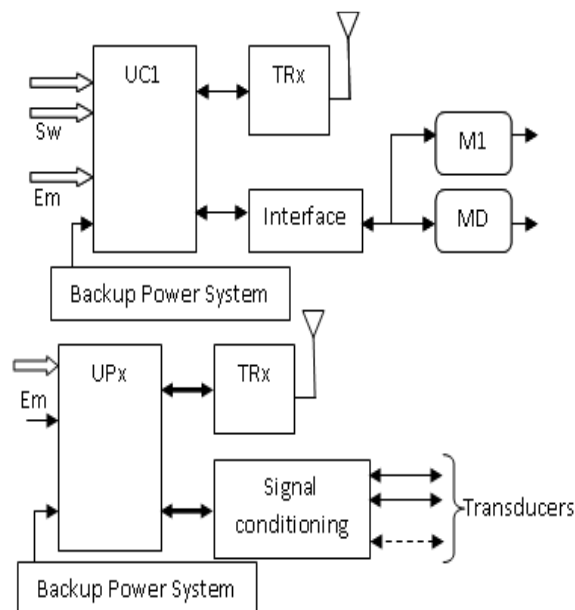 UC1
TRx
Sw
Em
M1
Interface
MD
Backup Power System
UPx
TRx
Em
Signal
conditioning
Transducers
Backup Power System